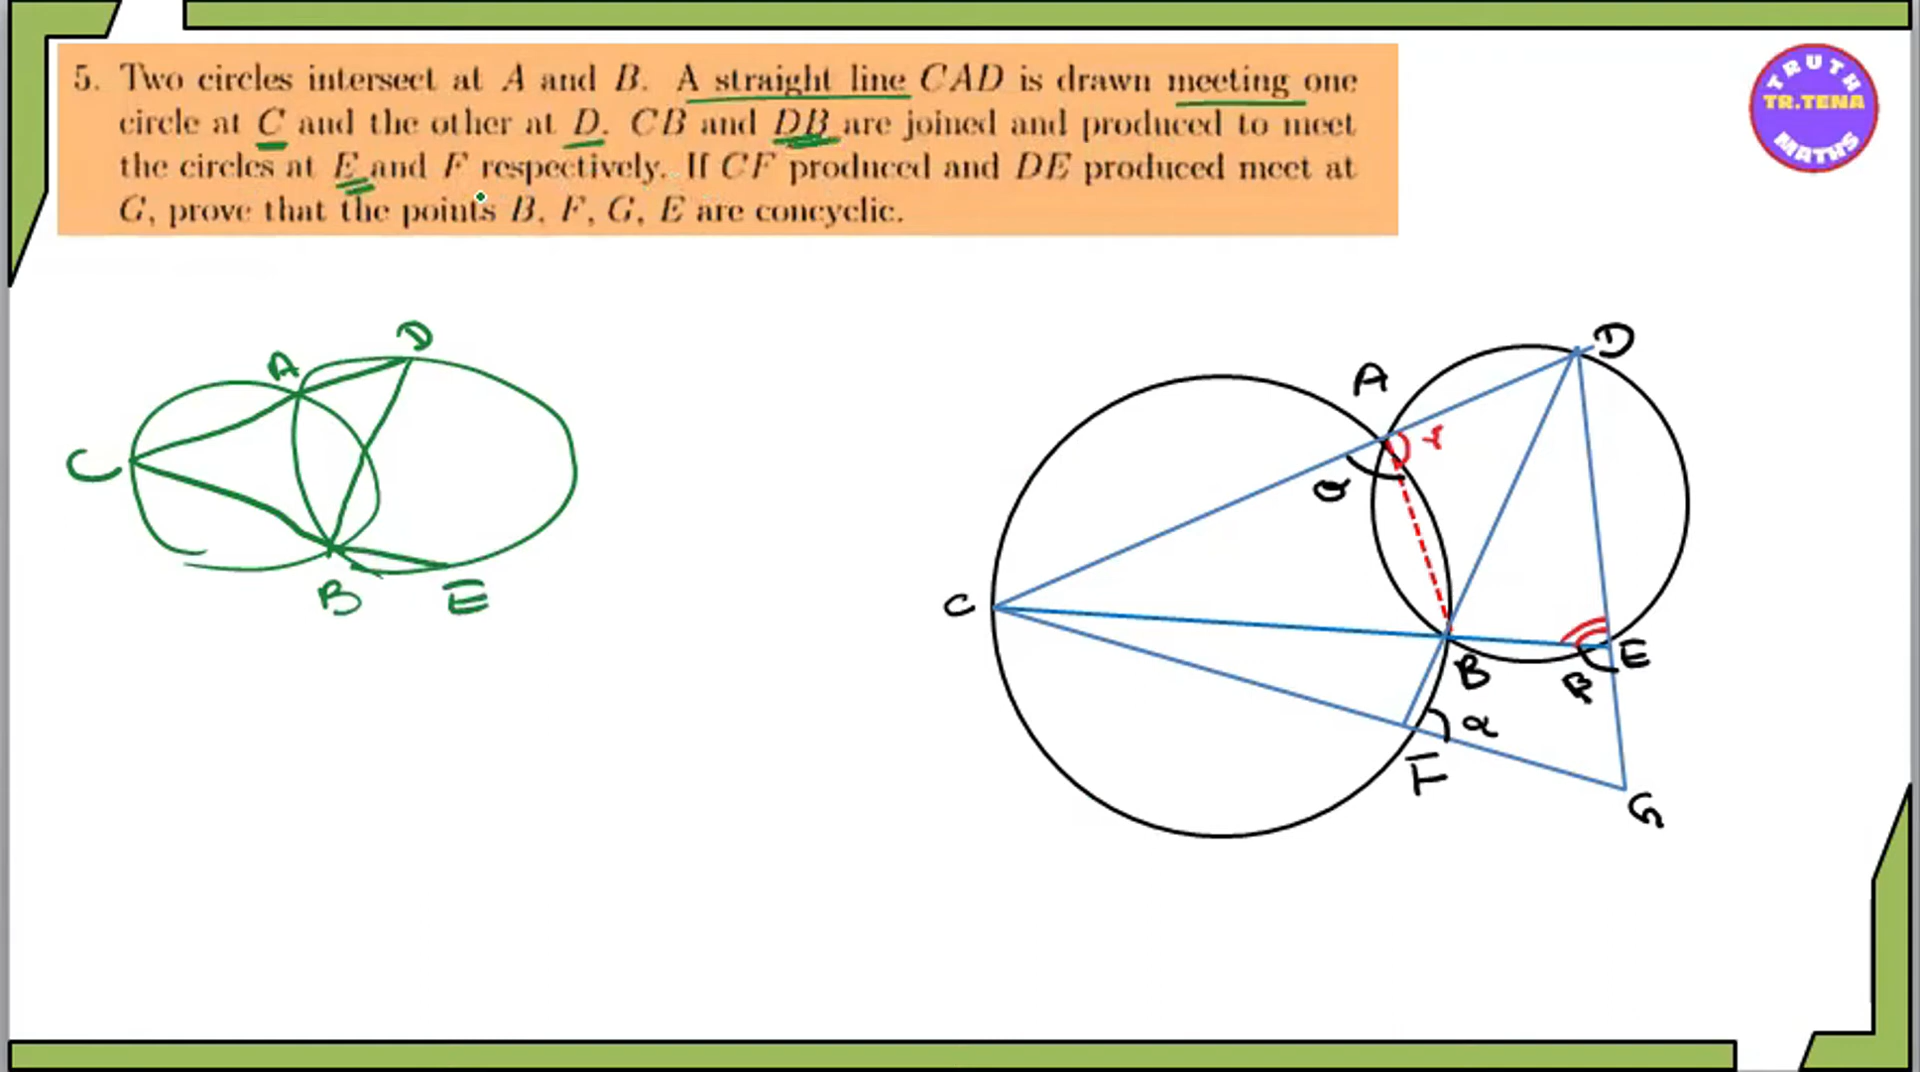 5. Two circles intersect at A and B. A straight line CAD is drawn meeting one
circle at C and the other at D. CB and DB are joined and produced to meet
the circles at E and F respectively. If CF produced and DE produced meet at
G, prove that the points B, F, G, E are concyclic.
TRUTH
TR.TENA
MATHS
A
D
C
B
E
A
D
C
B
E
α
F
G